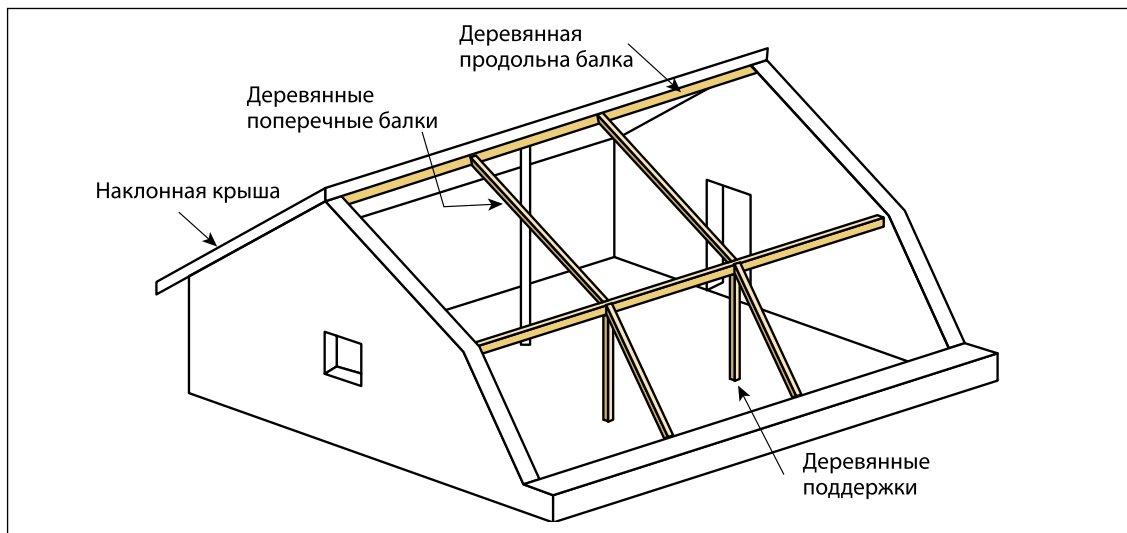 Деревянная
продольна балка
Деревянные
поперечные балки
Наклонная крыша
Деревянные
поддержки